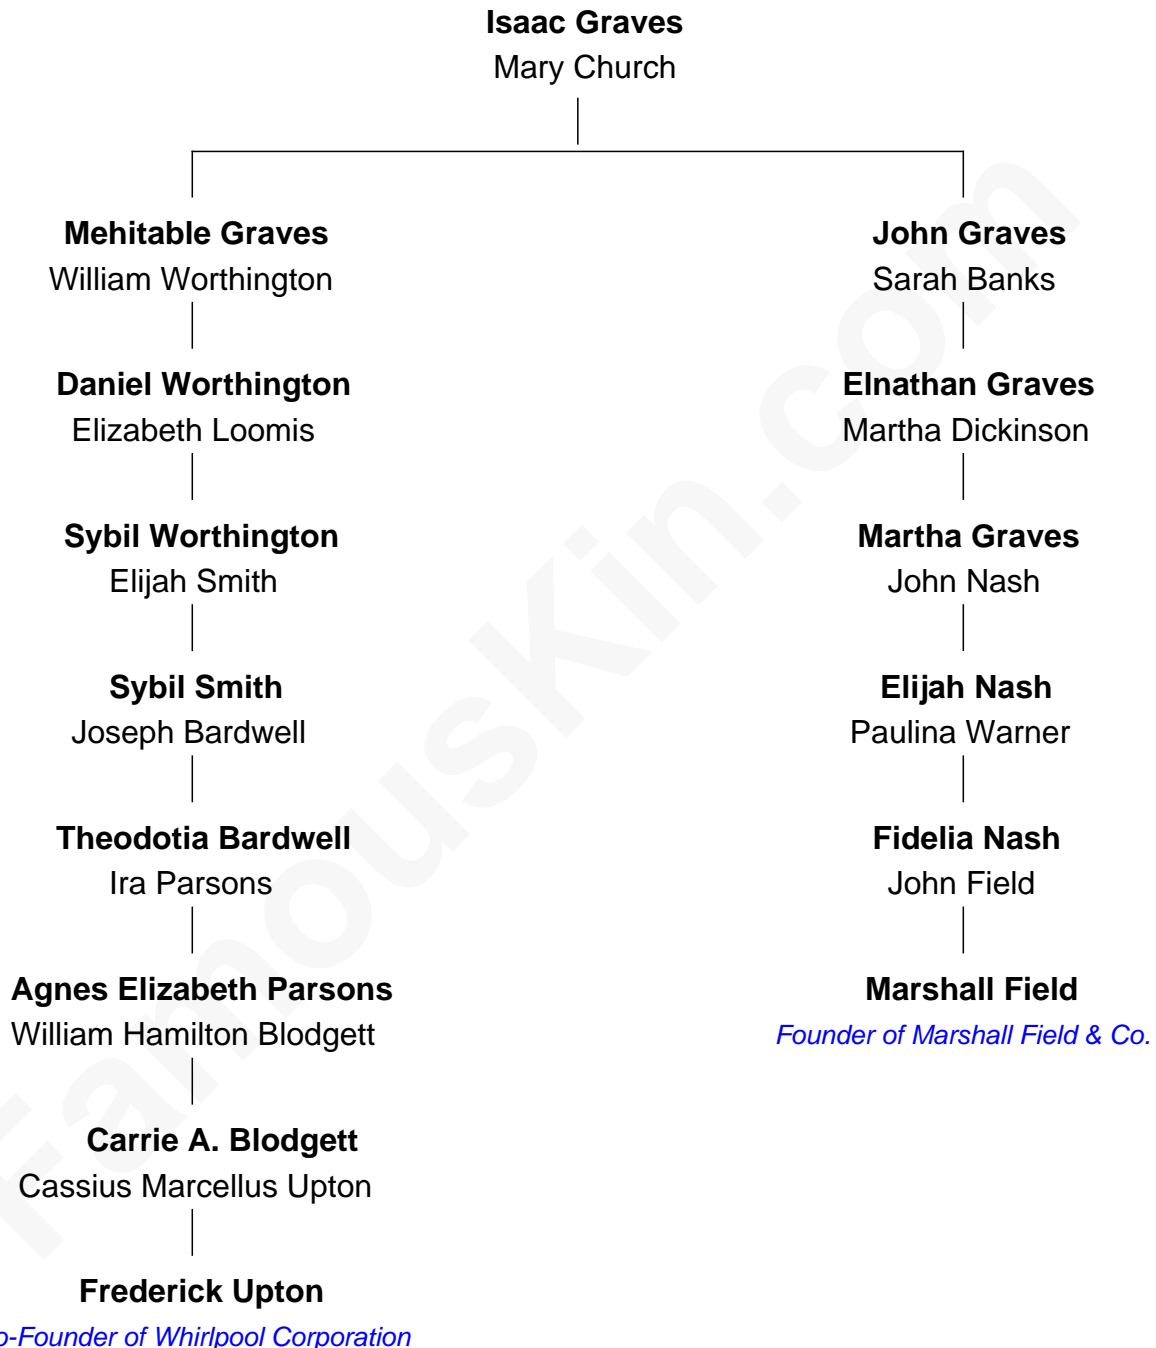 Isaac Graves
Mary Church
Mehitable Graves
William Worthington
John Graves
Sarah Banks
Daniel Worthington
Elizabeth Loomis
Elnathan Graves
Martha Dickinson
Sybil Worthington
Elijah Smith
Martha Graves
John Nash
Sybil Smith
Joseph Bardwell
Elijah Nash
Paulina Warner
Theodotia Bardwell
Ira Parsons
Fidelia Nash
John Field
Agnes Elizabeth Parsons
William Hamilton Blodgett
Marshall Field
Founder of Marshall Field & Co.
Carrie A. Blodgett
Cassius Marcellus Upton
Frederick Upton
o-Founder of Whirlpool Corporation
FamousKin.com